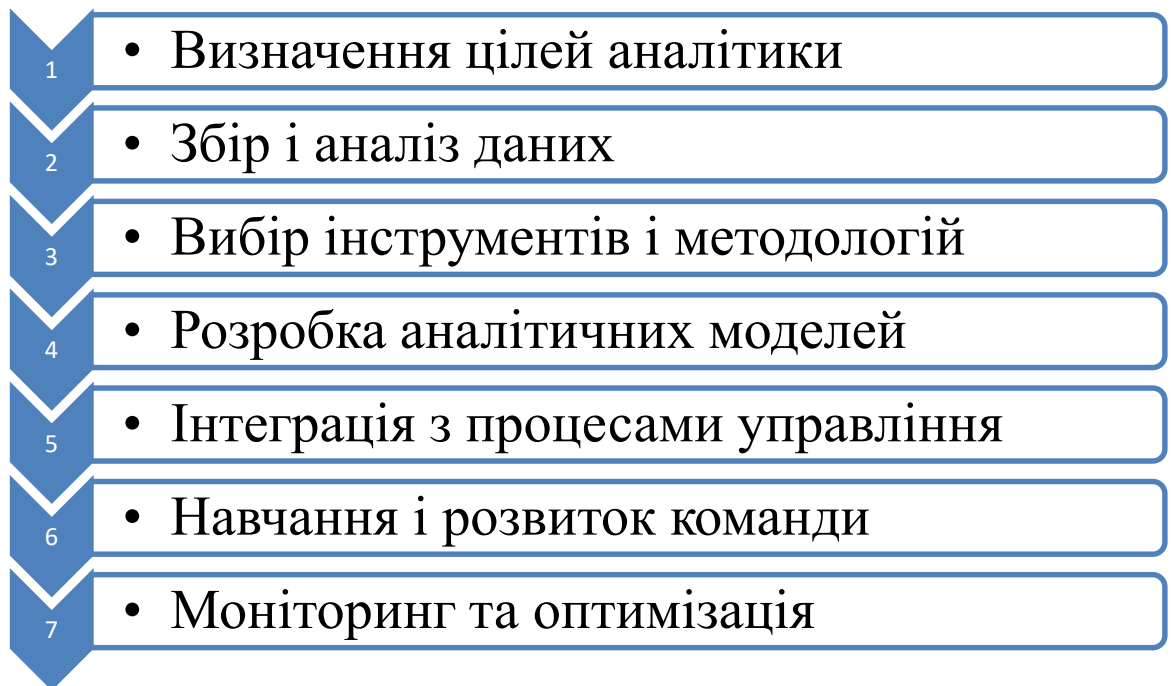 1
• Визначення цілей аналітики
2
• Збір і аналіз даних
3
• Вибір інструментів і методологій
4
• Розробка аналітичних моделей
5
• Інтеграція з процесами управління
6
• Навчання і розвиток команди
7
• Моніторинг та оптимізація